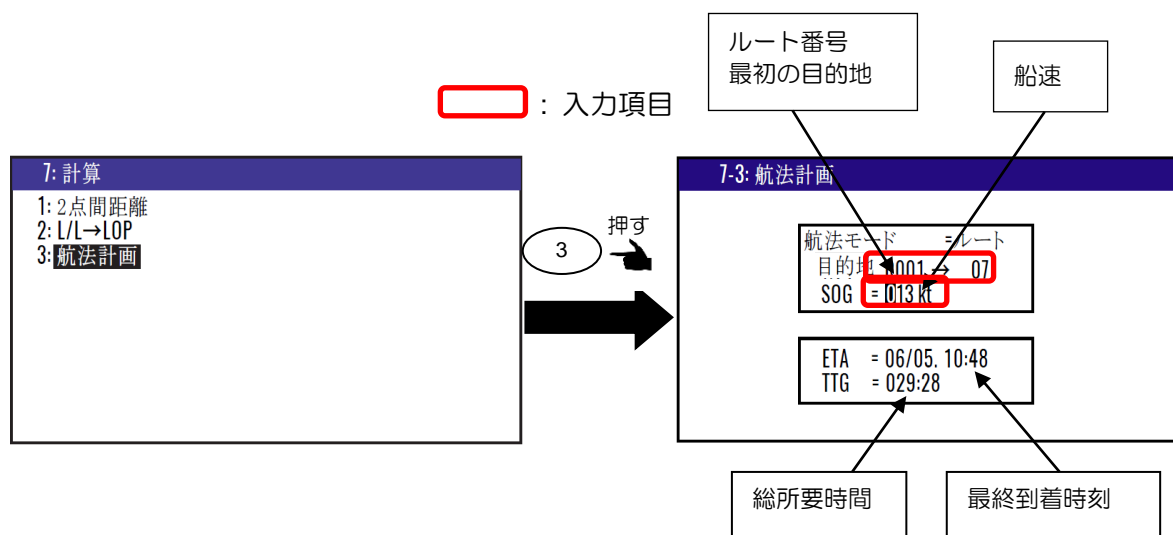 ルート番号
最初の目的地
船速
: 入力項目
7: 計算
1: 2点間距離
2: L/L→LOP
3: 航法計画
3
押す
7-3: 航法計画
航法モード =ルート
目的地 0001 → 07
SOG = 013 kt
ETA = 06/05. 10:48
TTG = 029:28
総所要時間
最終到着時刻